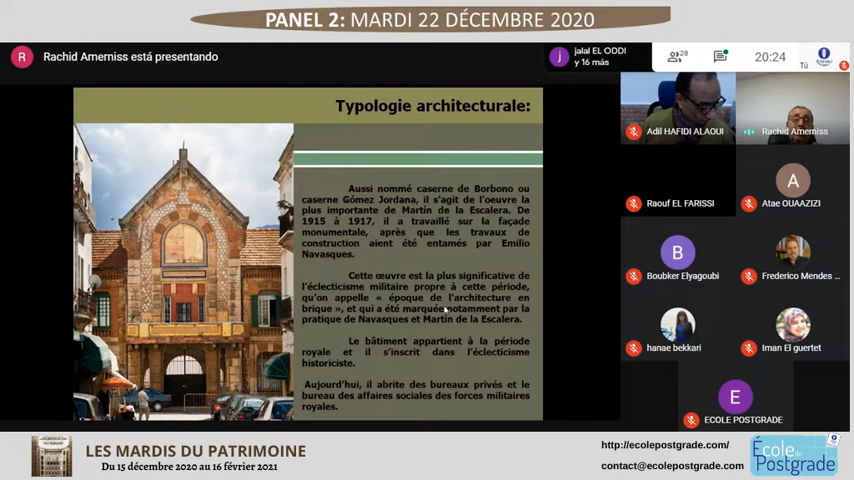 PANEL 2: MARDI 22 DÉCEMBRE 2020
R
Rachid Amerniss está presentando
j
jalal EL ODDI
y 16 más
28
20:24
Tú
Typologie architecturale:
Aussi nommé caserne de Borbono ou
caserne Gómez Jordana, il s'agit de l'oeuvre la
plus importante de Martín de la Escalera. De
1915 à 1917, il a travaillé sur la façade
monumentale, après que les travaux de
construction aient été entamés par Emilio
Navasques.
Cette œuvre est la plus significative de
l'éclecticisme militaire propre à cette période,
qu'on appelle « époque de l'architecture en
brique », et qui a été marquée notamment par la
pratique de Navasques et Martín de la Escalera.
Le bâtiment appartient à la période
royale et il s'inscrit dans l'éclecticisme
historiciste.
Aujourd'hui, il abrite des bureaux privés et le
bureau des affaires sociales des forces militaires
royales.
Adil HAFIDI ALAOUI
Rachid Amerniss
Raouf EL FARISSI
A
Atae OUAAZIZI
B
Boubker Elyagoubi
Frederico Mendes ...
hanae bekkari
Iman El guertet
E
ECOLE POSTGRADE
LES MARDIS DU PATRIMOINE
Du 15 décembre 2020 au 16 février 2021
http://ecolepostgrade.com/
contact@ecolepostgrade.com
École de
Postgrade